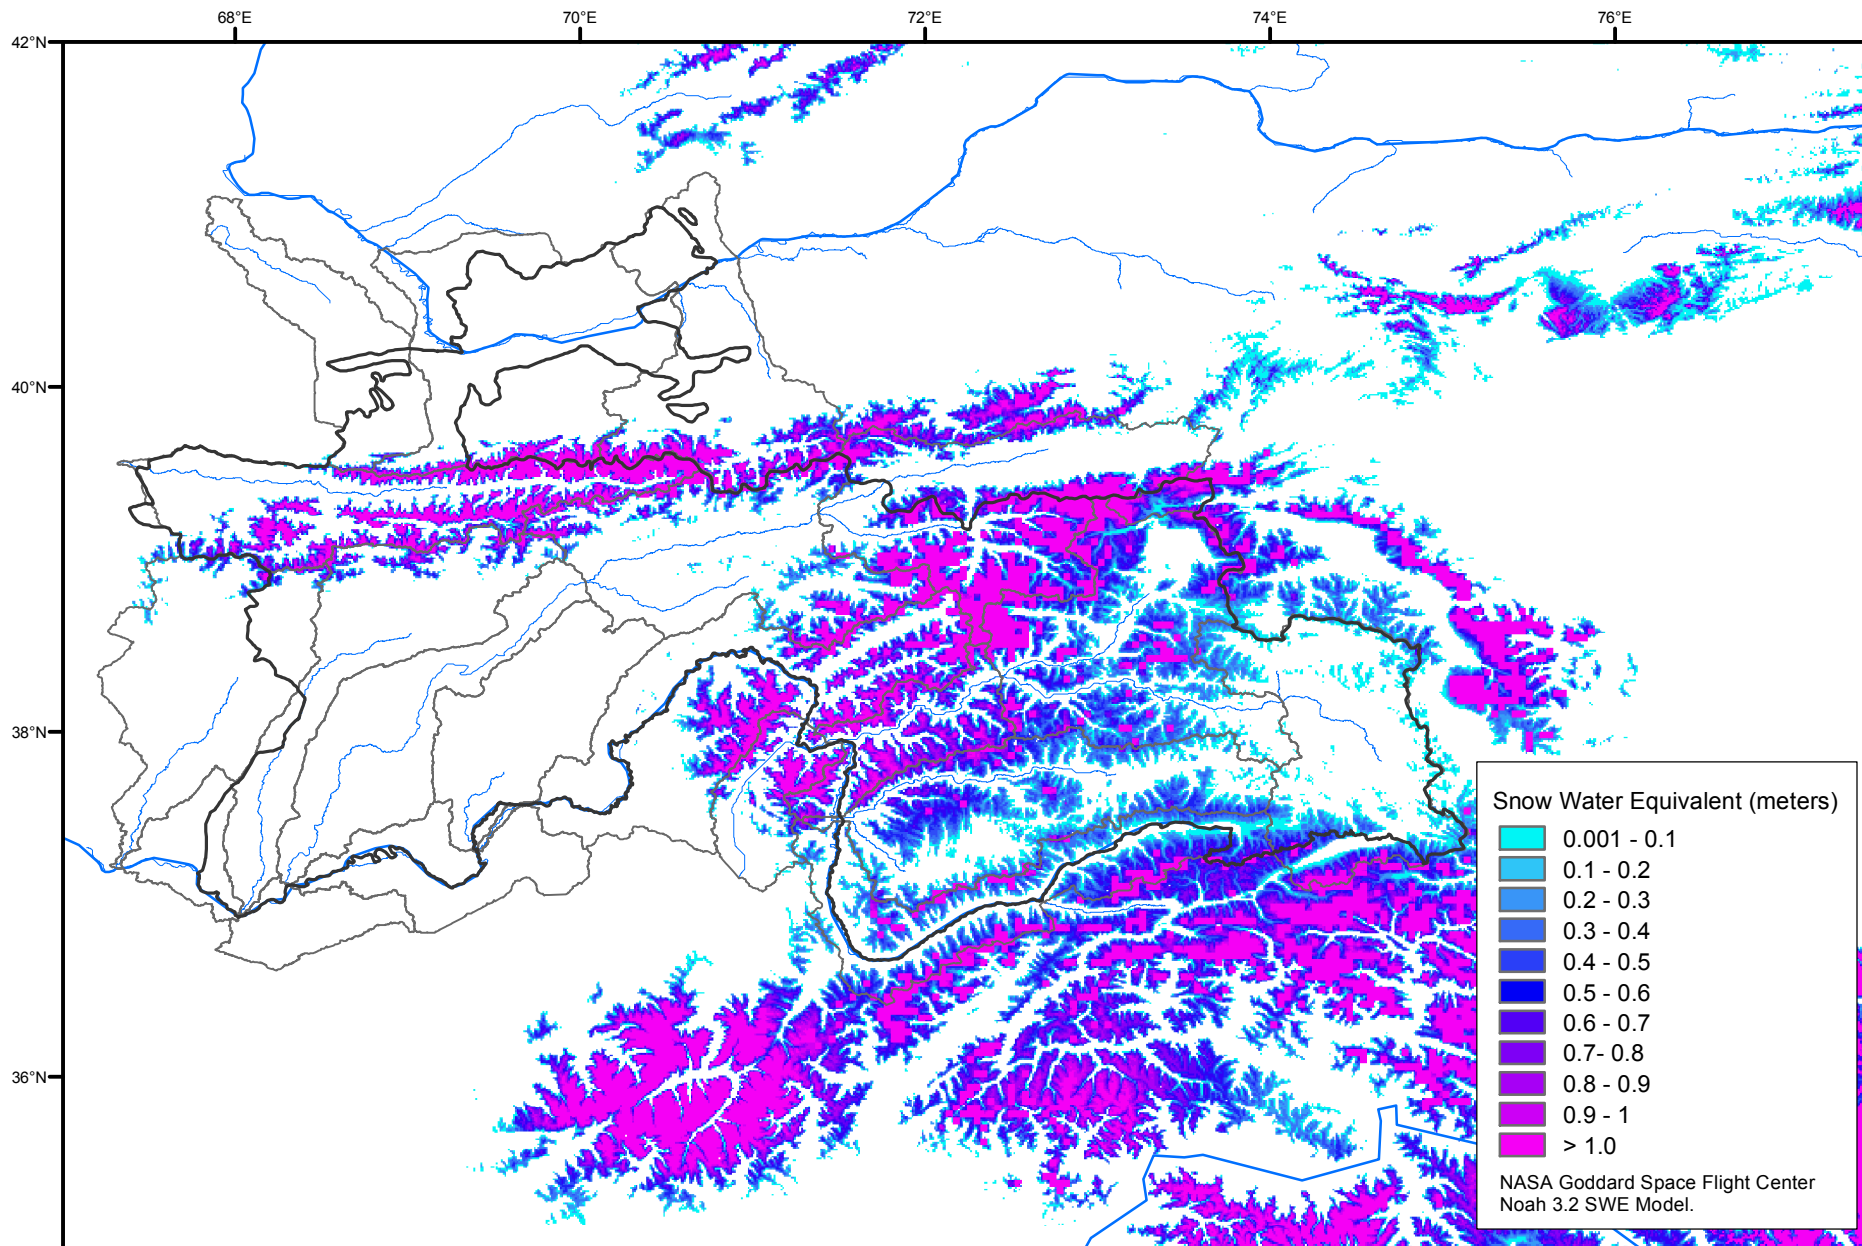 68°E
70°E
72°E
74°E
76°E
42°N
40°N
38°N
36°N
Snow Water Equivalent (meters)
0.001 - 0.1
0.1 - 0.2
0.2 - 0.3
0.3 - 0.4
0.4 - 0.5
0.5 - 0.6
0.6 - 0.7
0.7- 0.8
0.8 - 0.9
0.9 - 1
> 1.0
NASA Goddard Space Flight Center
Noah 3.2 SWE Model.